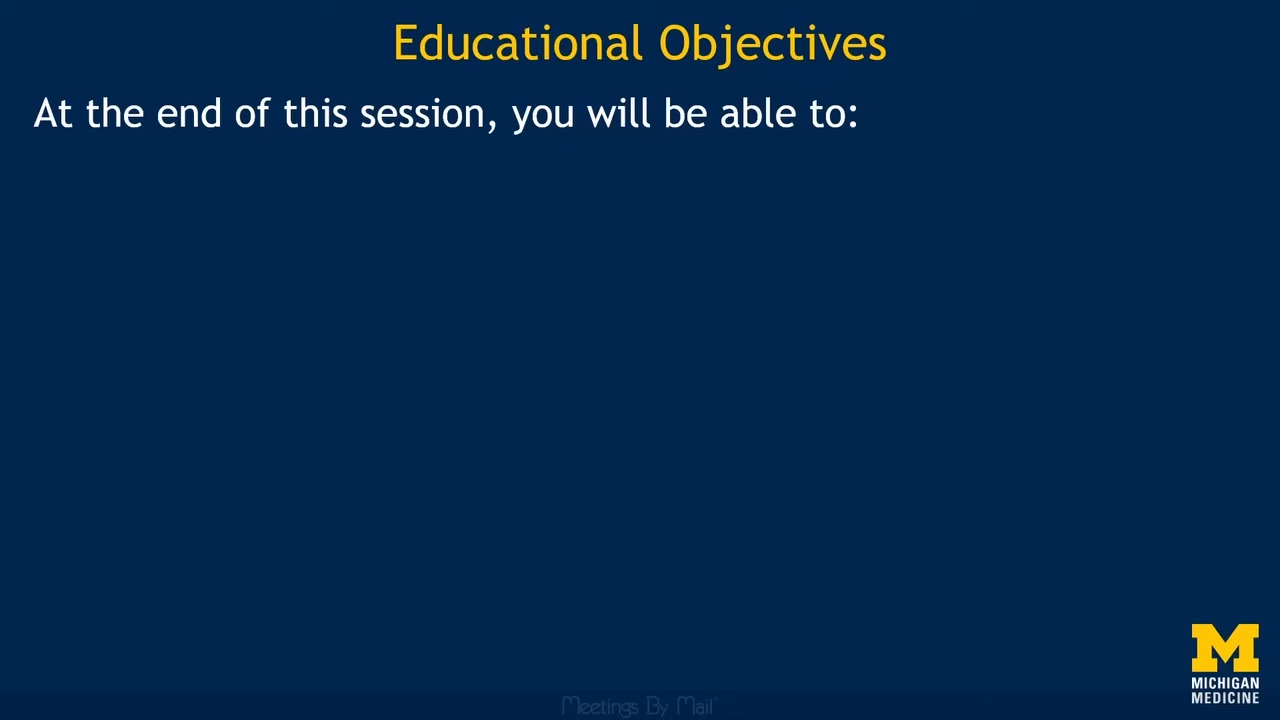 Educational Objectives
At the end of this session, you will be able to:
MICHIGAN
MEDICINE
Meetings By Mail